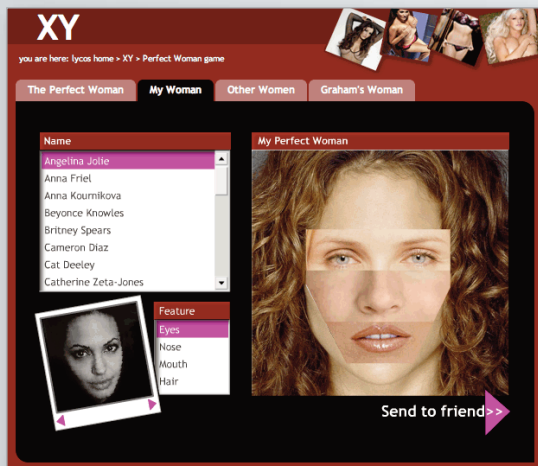 XY
you are here: lycos home > XY > Perfect Woman game
The Perfect Woman
My Woman
Other Women
Graham's Woman
Name
Angelina Jolie
Anna Friel
Anna Kournikova
Beyonce Knowles
Britney Spears
Cameron Diaz
Cat Deeley
Catherine Zeta-Jones
Feature
Eyes
Nose
Mouth
Hair
My Perfect Woman
Send to friend>>